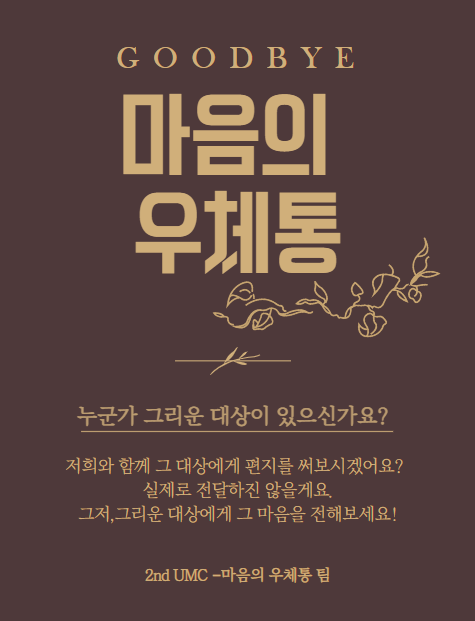 GOODBYE
마음의
우체통
누군가 그리운 대상이 있으신가요?
저희와 함께 그 대상에게 편지를 써보시겠어요?
실제로 전달하진 않을게요.
그저,그리운 대상에게 그 마음을 전해보세요!
2nd UMC -마음의 우체통 팀